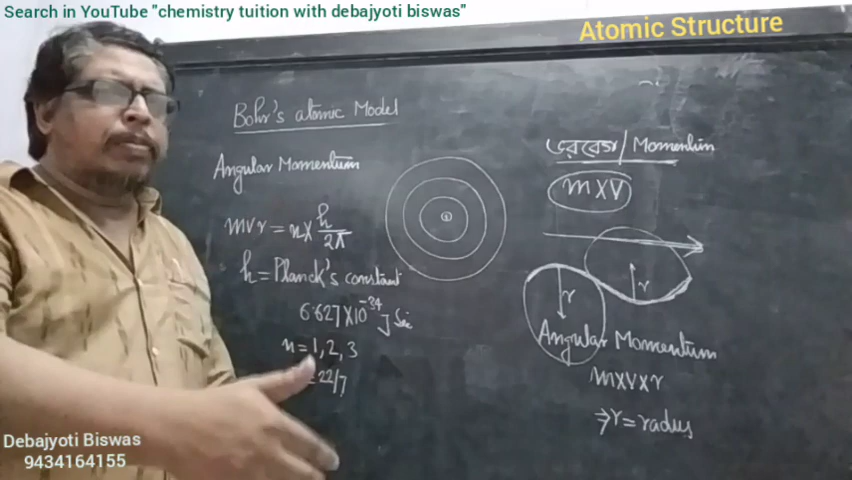 Search in YouTube "chemistry tuition with debajyoti biswas"
Atomic Structure
Bohr's atomic Model
Angular Momentum
mvr = n x h/2π
h = Planck's constant
6.627 X 10^-34 J Sec
n = 1, 2, 3
= 22/7
ভরবেগ / Momentum
m X V
r
r
Angular Momentum
m X V X r
⇒ r = radius
Debajyoti Biswas
9434164155